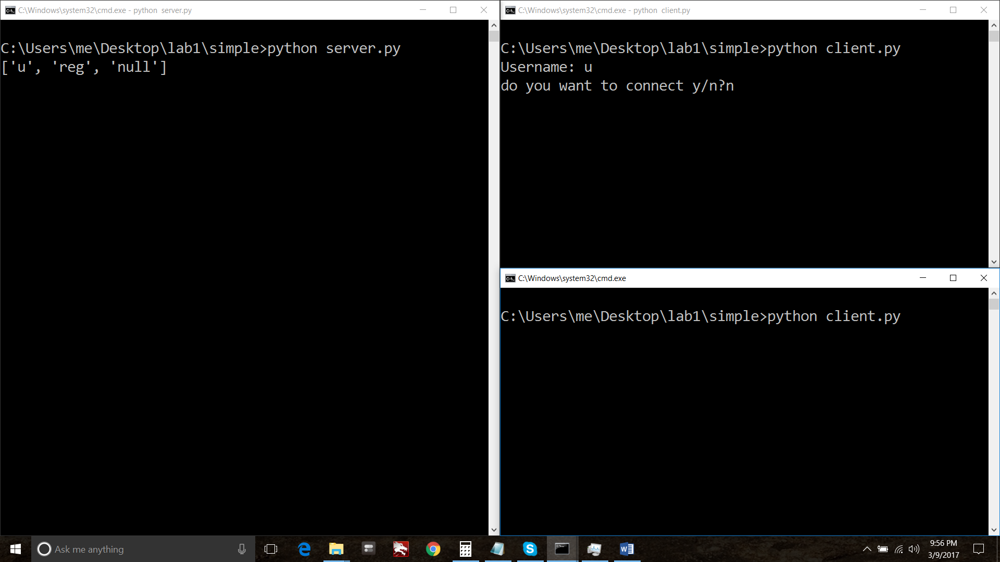 C:\Windows\system32\cmd.exe - python  server.py
C:\Users\me\Desktop\lab1\simple>python server.py
['u', 'reg', 'null']
C:\Windows\system32\cmd.exe - python  client.py
C:\Users\me\Desktop\lab1\simple>python client.py
Username: u
do you want to connect y/n?n
C:\Windows\system32\cmd.exe
C:\Users\me\Desktop\lab1\simple>python client.py
Ask me anything
9:56 PM
3/9/2017